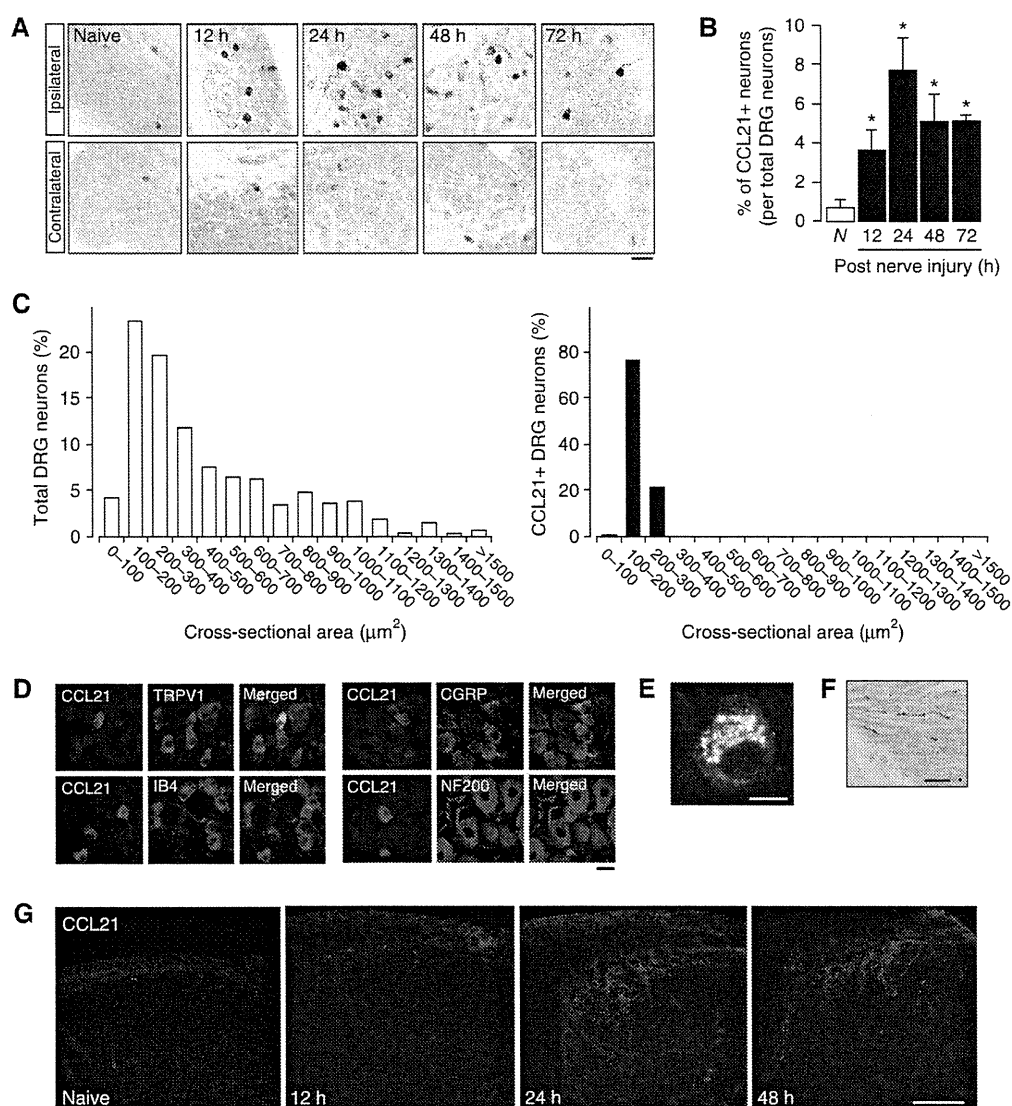 A
Naive
12 h
24 h
48 h
72 h
Ipsilateral
Contralateral
B
% of CCL21+ neurons
(per total DRG neurons)
10
8
6
4
2
0
*
*
*
*
N
12
24
48
72
Post nerve injury (h)
C
Total DRG neurons (%)
20
15
10
5
0
0–100
100–200
200–300
300–400
400–500
500–600
600–700
700–800
800–900
900–1000
1000–1100
1100–1200
1200–1300
1300–1400
1400–1500
>1500
Cross-sectional area (μm²)
CCL21+ DRG neurons (%)
80
60
40
20
0
0–100
100–200
200–300
300–400
400–500
500–600
600–700
700–800
800–900
900–1000
1000–1100
1100–1200
1200–1300
1300–1400
1400–1500
>1500
Cross-sectional area (μm²)
D
CCL21
TRPV1
Merged
CCL21
CGRP
Merged
CCL21
IB4
Merged
CCL21
NF200
Merged
E
F
G
CCL21
Naive
12 h
24 h
48 h